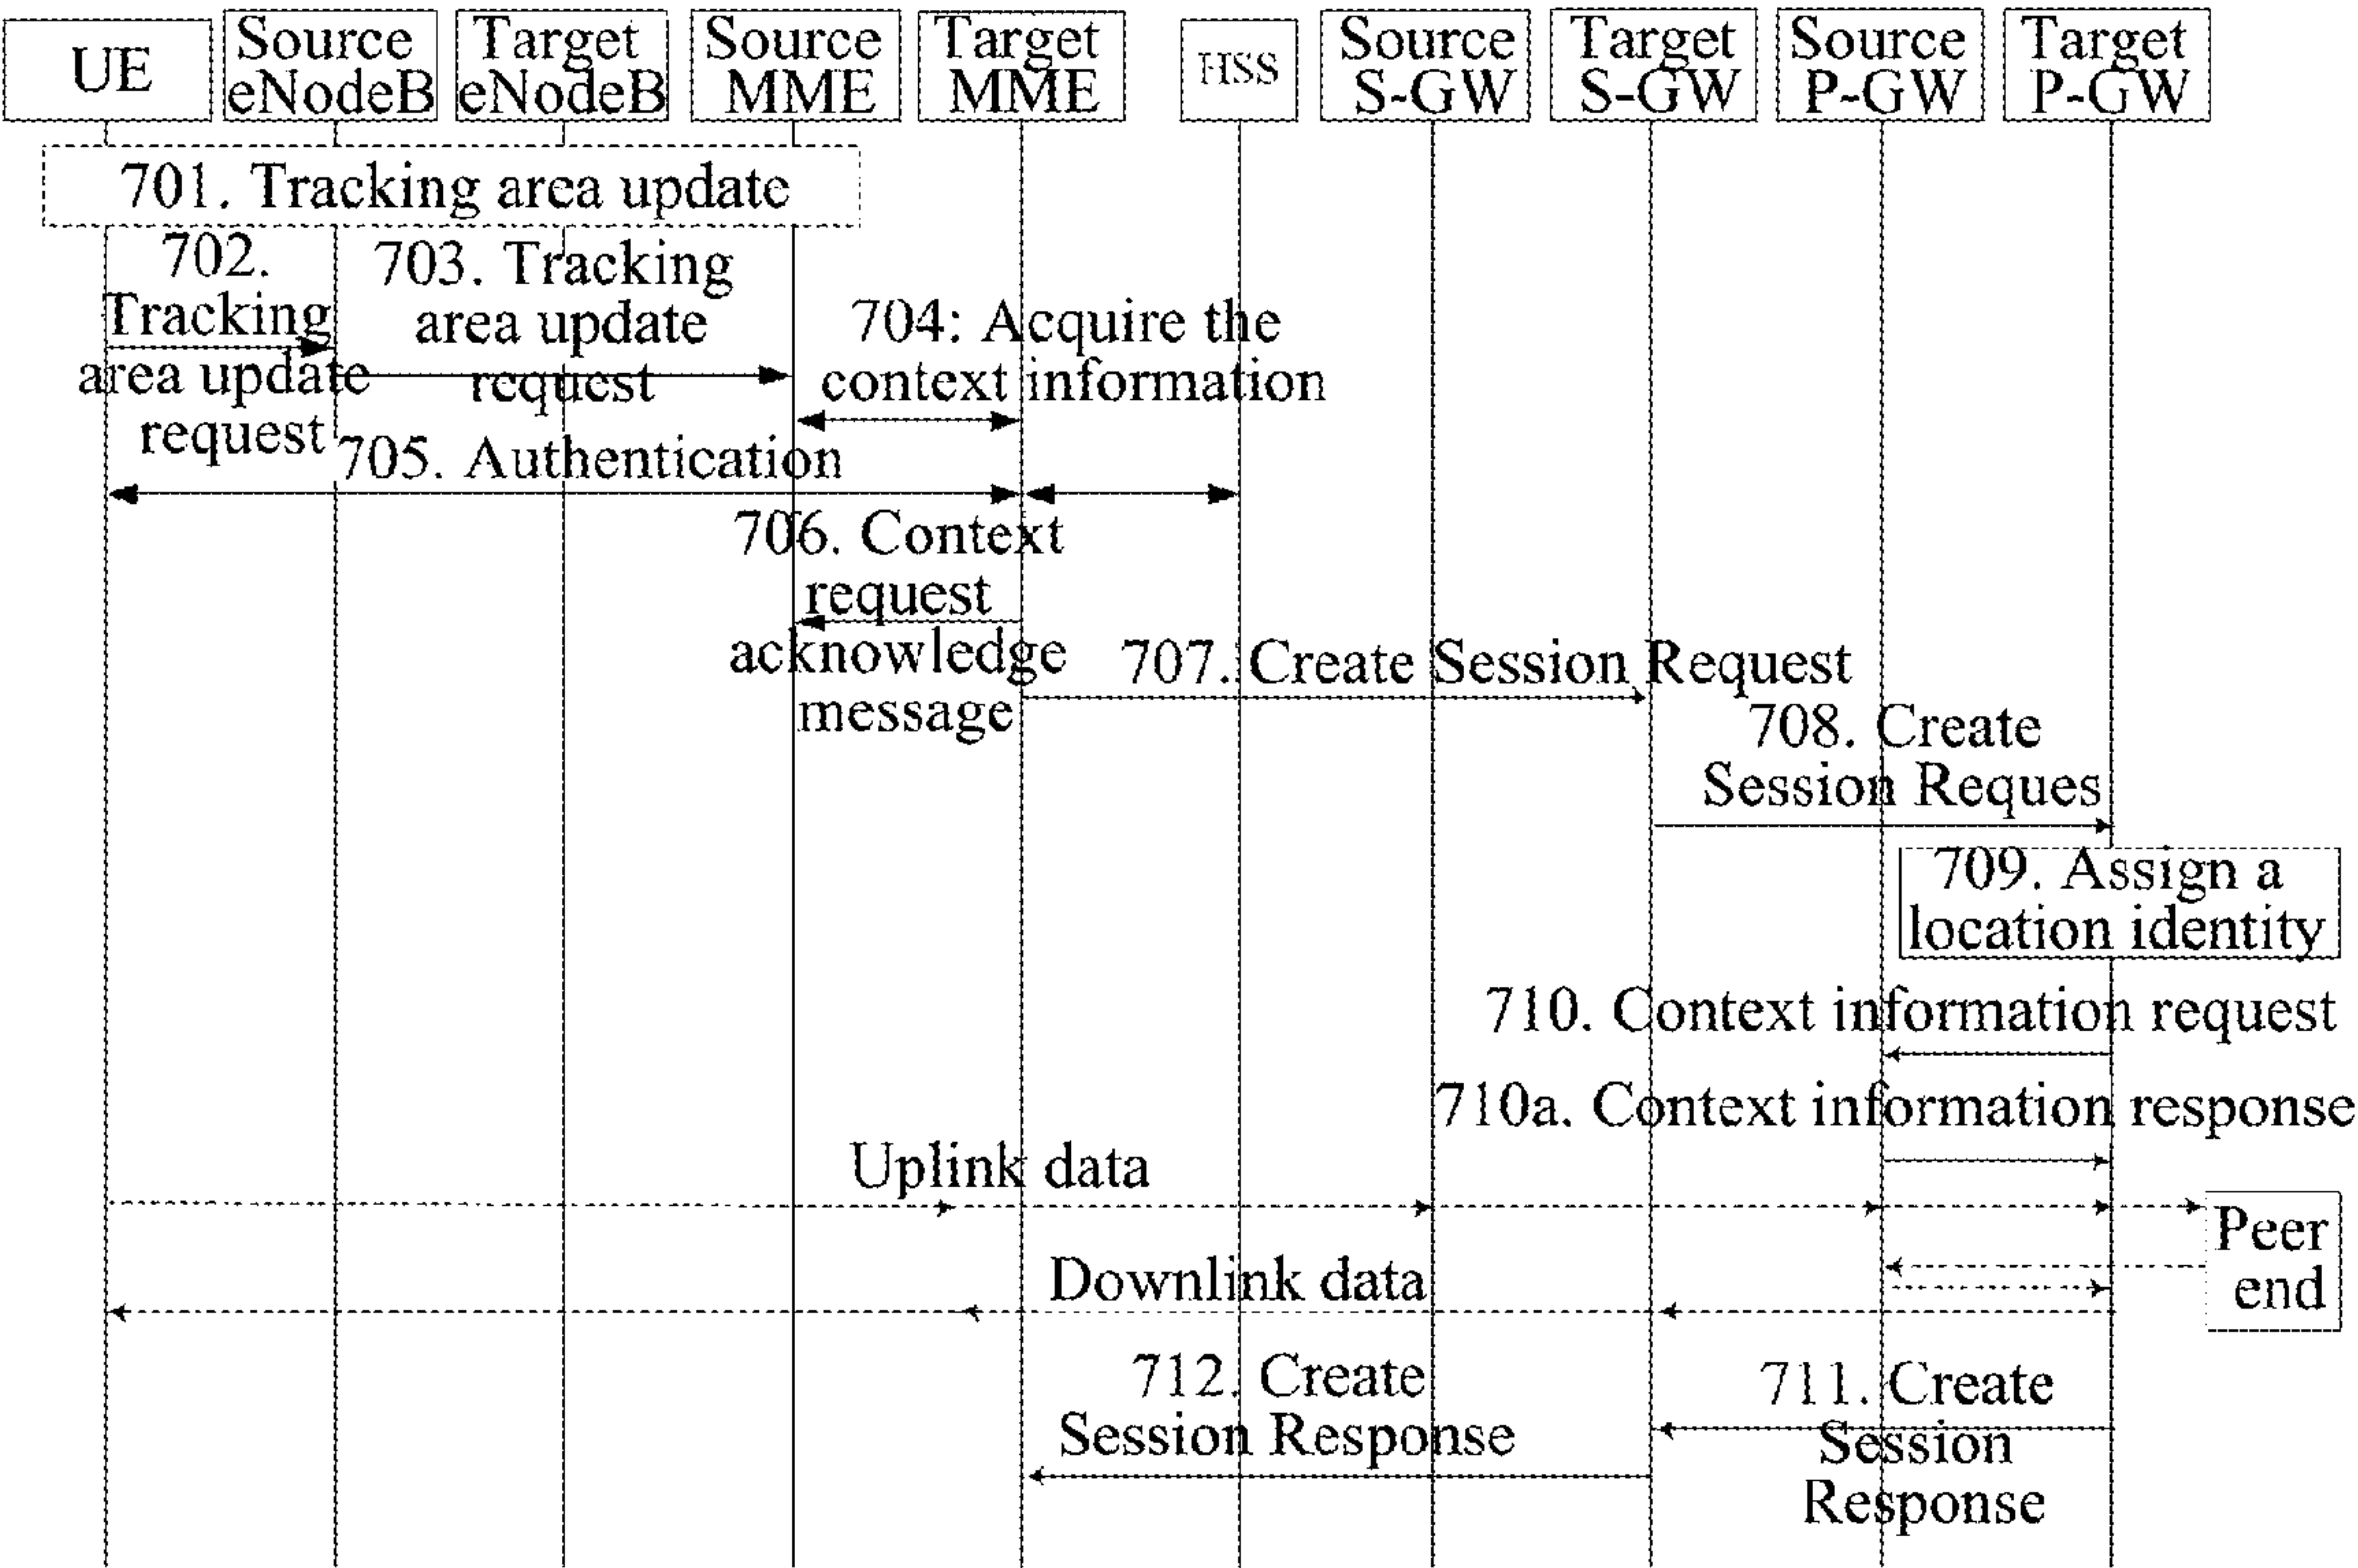 UE
Source
eNodeB
Target
eNodeB
Source
MME
Target
MME
HSS
Source
S-GW
Target
S-GW
Source
P-GW
Target
P-GW
701. Tracking area update
702.
Tracking
area update
request
703. Tracking
area update
request
704: Acquire the
context information
705. Authentication
706. Context
request
acknowledge
message
707. Create Session Request
708. Create
Session Reques
709. Assign a
location identity
710. Context information request
710a. Context information response
Uplink data
Peer
end
Downlink data
712. Create
Session Response
711. Create
Session
Response